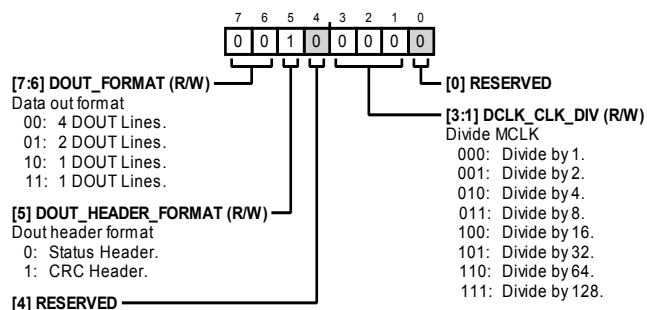 7 6 5 4 3 2 1 0
0 0 1 0 0 0 0 0
[7:6] DOUT_FORMAT (R/W)
Data out format
00: 4 DOUT Lines.
01: 2 DOUT Lines.
10: 1 DOUT Lines.
11: 1 DOUT Lines.
[5] DOUT_HEADER_FORMAT (R/W)
Dout header format
0: Status Header.
1: CRC Header.
[4] RESERVED
[0] RESERVED
[3:1] DCLK_CLK_DIV (R/W)
Divide MCLK
000: Divide by 1.
001: Divide by 2.
010: Divide by 4.
011: Divide by 8.
100: Divide by 16.
101: Divide by 32.
110: Divide by 64.
111: Divide by 128.